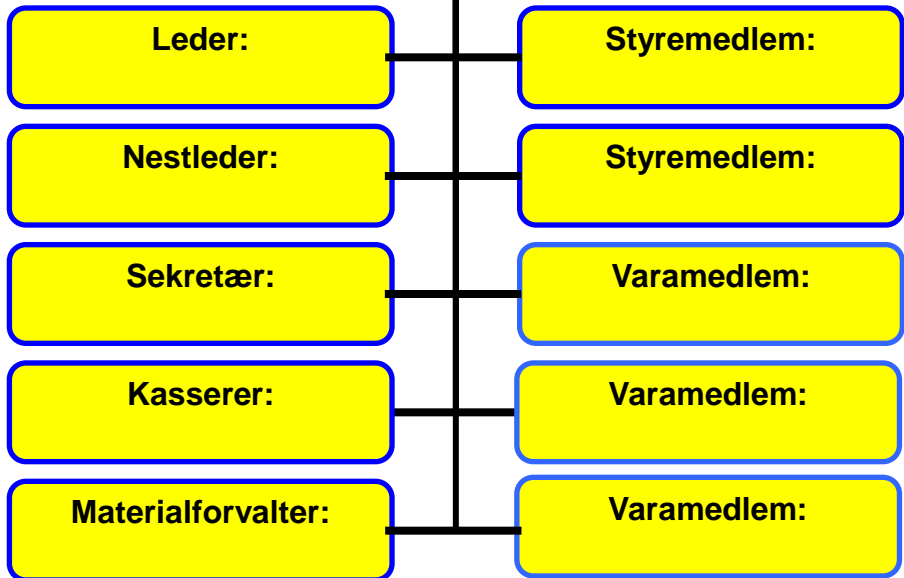 Leder:
Styremedlem:
Nestleder:
Styremedlem:
Sekretær:
Varamedlem:
Kasserer:
Varamedlem:
Materialforvalter:
Varamedlem: